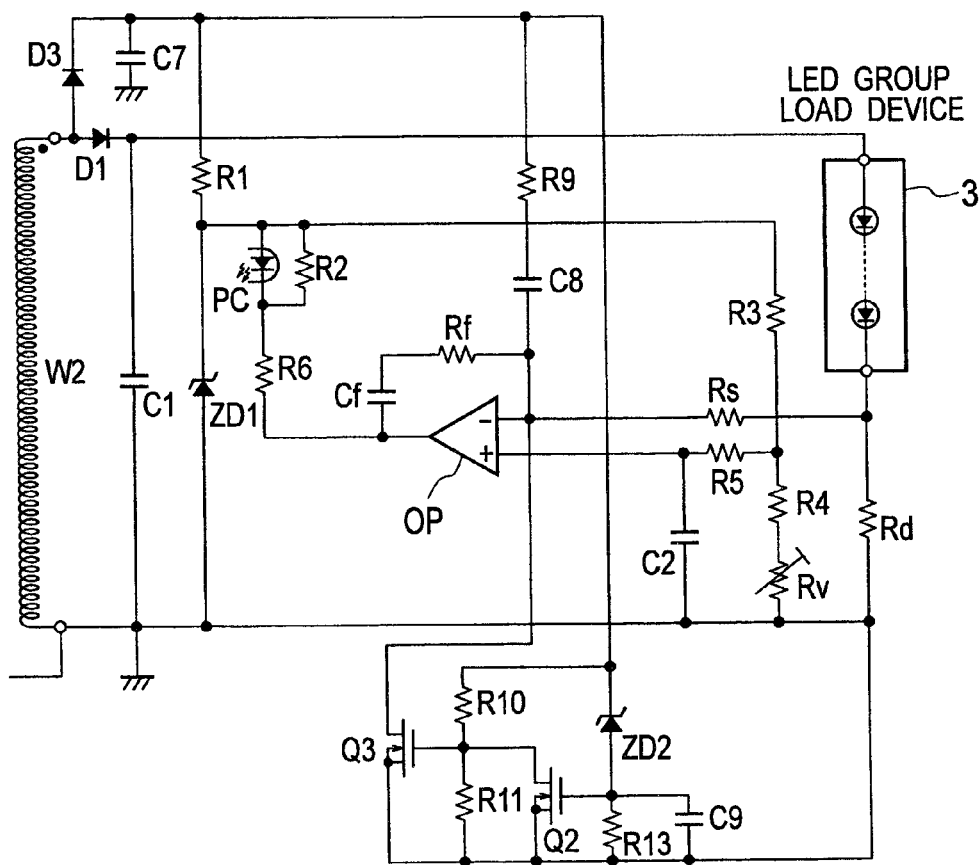 D3
C7
LED GROUP
LOAD DEVICE
D1
R1
R9
3
PC
R2
C8
R3
W2
C1
ZD1
R6
Rf
Cf
Rs
-
+
OP
R5
R4
Rd
C2
Rv
R10
Q3
ZD2
R11
Q2
R13
C9